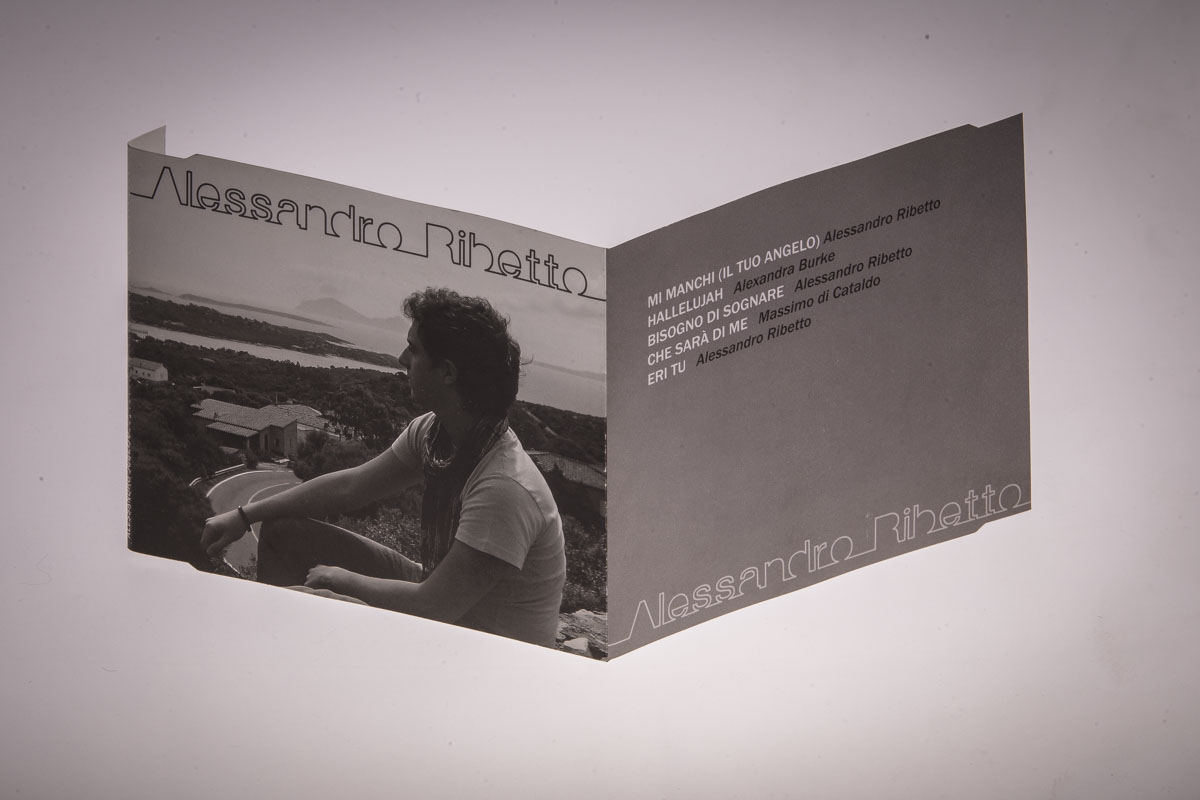 Alessandro Ribetto
MI MANCHI (IL TUO ANGELO) Alessandro Ribetto
HALLELUJAH Alexandra Burke
BISOGNO DI SOGNARE Alessandro Ribetto
CHE SARÀ DI ME Massimo di Cataldo
ERI TU Alessandro Ribetto
Alessandro Ribetto